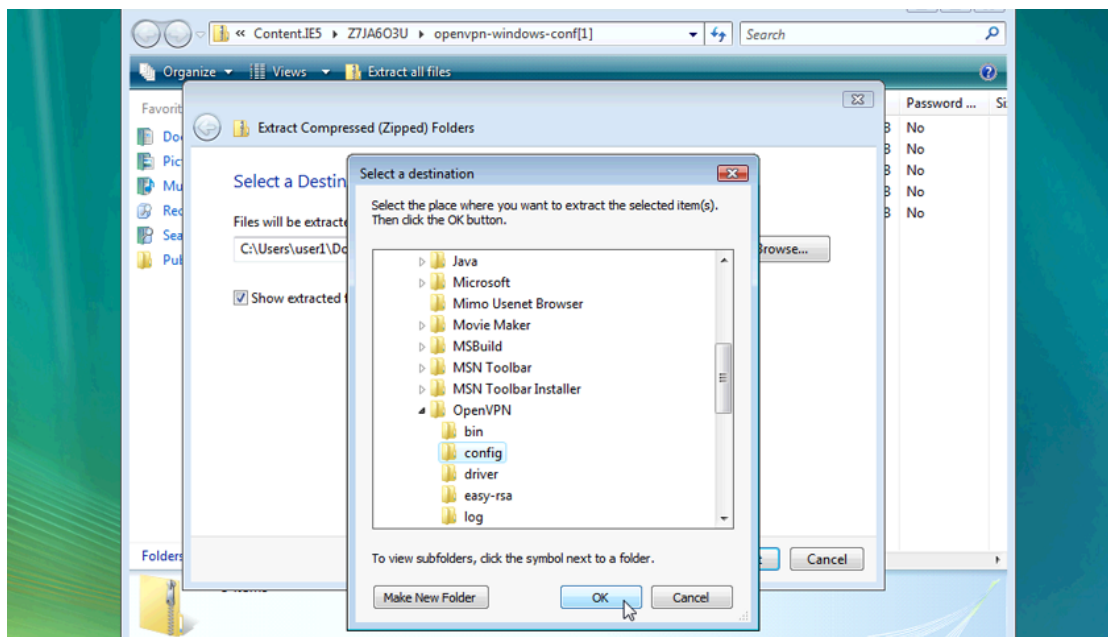 « Content.IE5 ▸ Z7JA6O3U ▸ openvpn-windows-conf[1]
Search
Organize Views Extract all files
Password ...
Extract Compressed (Zipped) Folders
No
No
No
No
No
Select a destination
Select the place where you want to extract the selected item(s).
Then click the OK button.
Files will be
C:\Users\user1\
Browse...
Show extracted
Java
Microsoft
Mimo Usenet Browser
Movie Maker
MSBuild
MSN Toolbar
MSN Toolbar Installer
OpenVPN
bin
config
driver
easy-rsa
log
To view subfolders, click the symbol next to a folder.
Folders
Cancel
Make New Folder
OK
Cancel